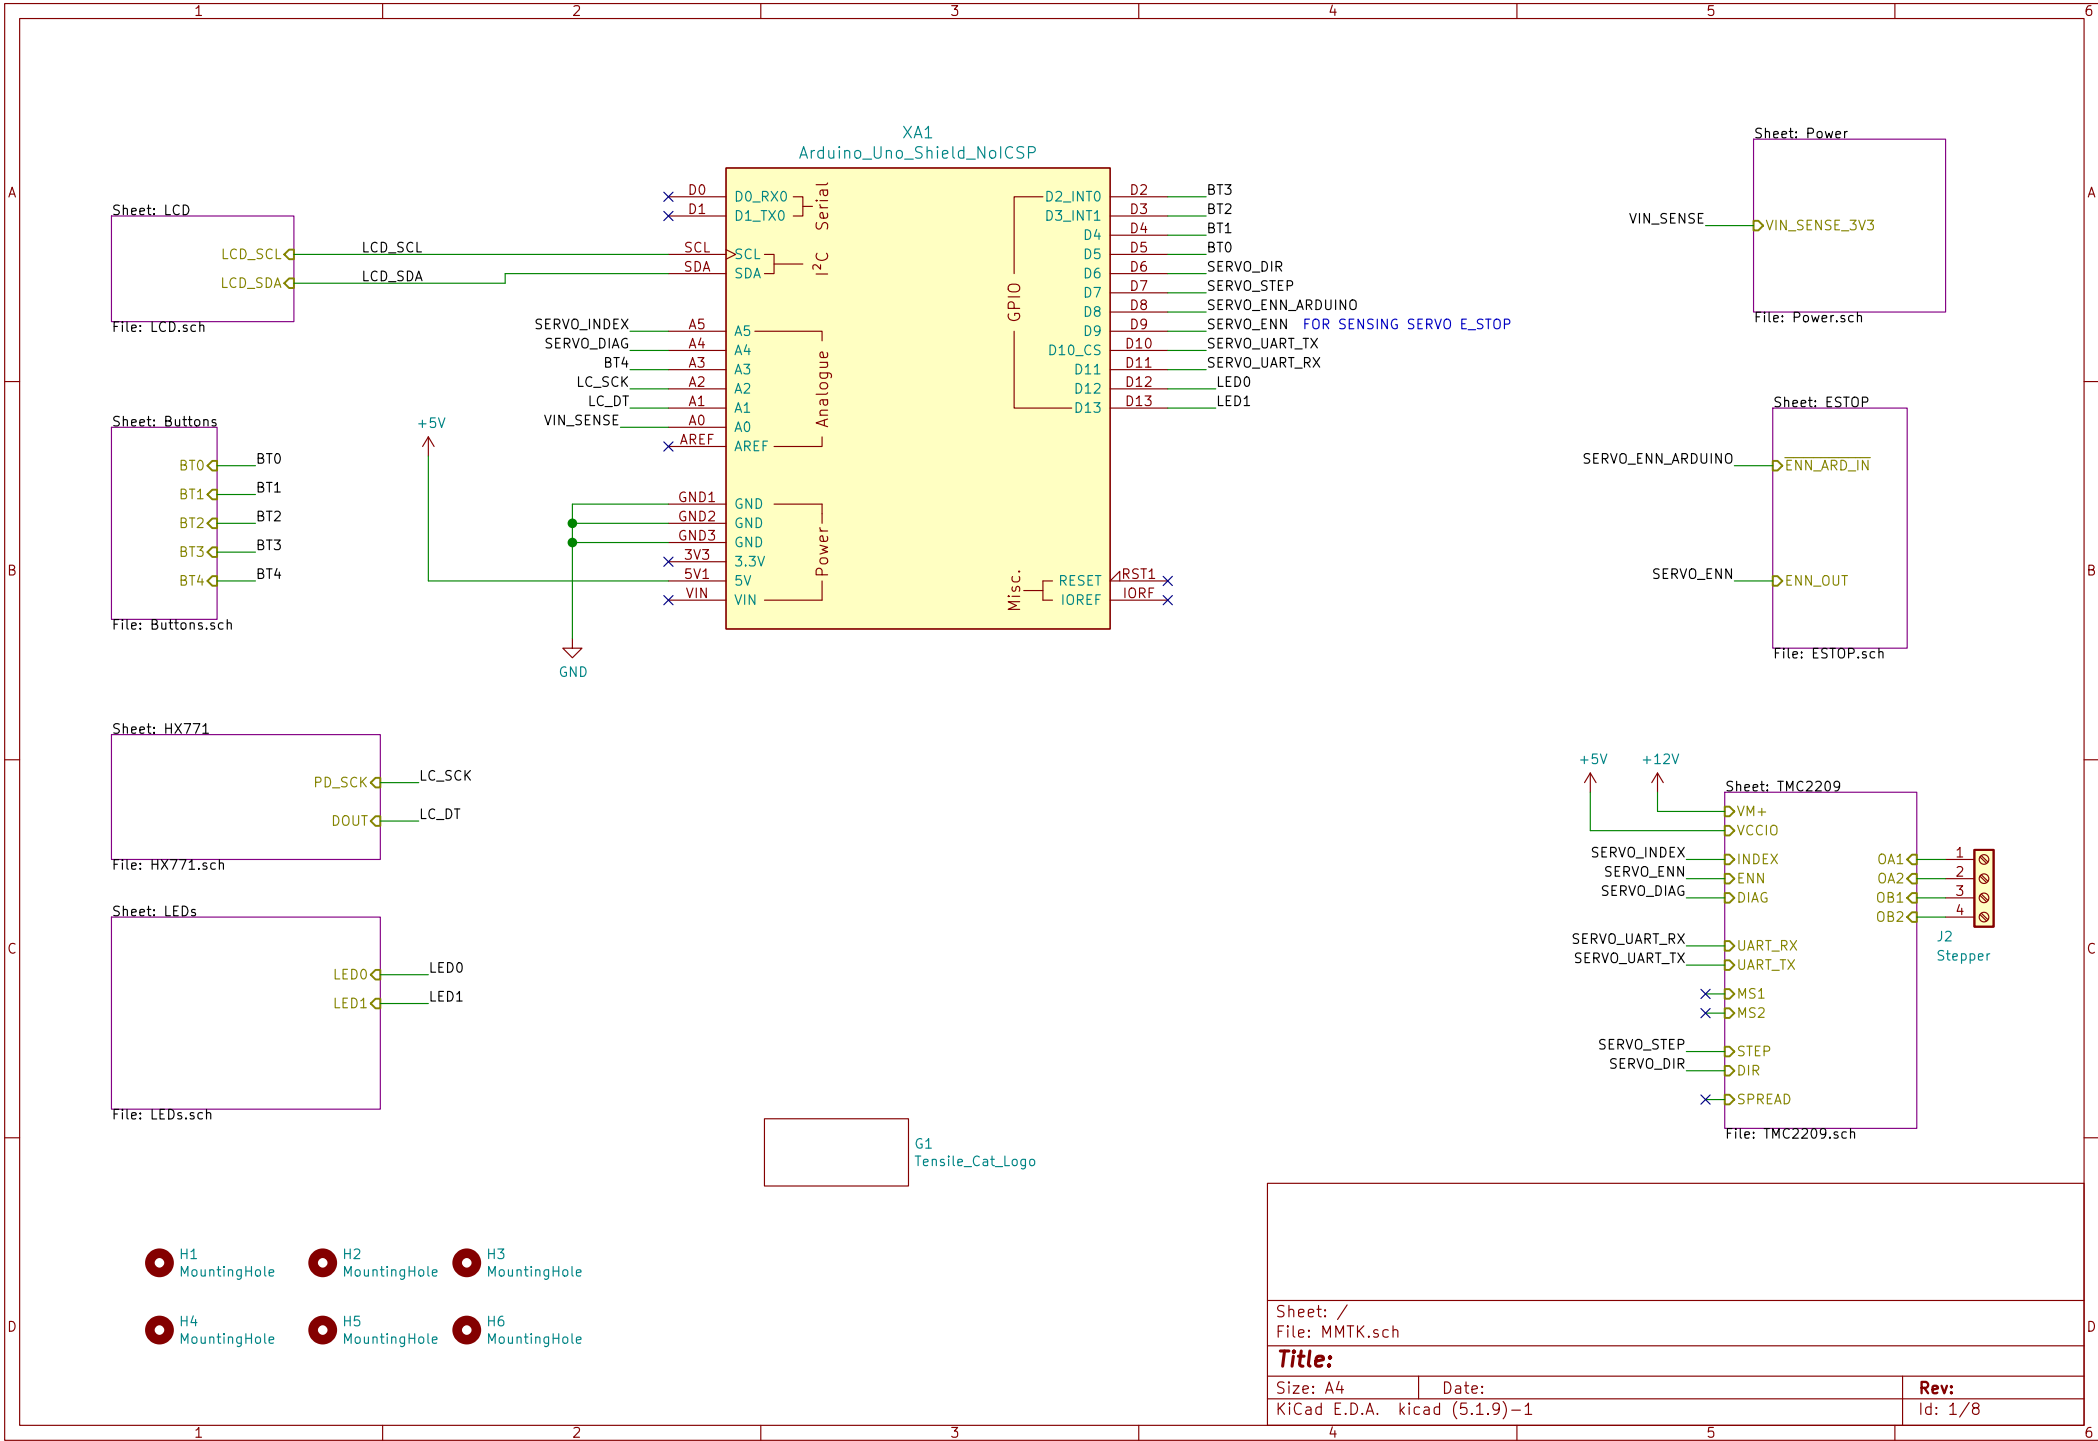 1 2 3 4 5 6
A
B
C
D
A
B
C
D
1 2 3 4 5 6
XA1
Arduino_Uno_Shield_NoICSP
D0 D0_RX0
D1 D1_TX0
Serial
SCL SCL
SDA SDA
I²C
SERVO_INDEX A5 A5
SERVO_DIAG A4 A4
BT4 A3 A3
LC_SCK A2 A2
LC_DT A1 A1
VIN_SENSE A0 A0
AREF AREF
Analogue
GND1 GND
GND2 GND
GND3 GND
3V3 3.3V
5V1 5V
VIN VIN
Power
+5V
GND
D2_INT0 D2 BT3
D3_INT1 D3 BT2
D4 D4 BT1
D5 D5 BT0
D6 D6 SERVO_DIR
D7 D7 SERVO_STEP
D8 D8 SERVO_ENN_ARDUINO
D9 D9 SERVO_ENN FOR SENSING SERVO E_STOP
D10_CS D10 SERVO_UART_TX
D11 D11 SERVO_UART_RX
D12 D12 LED0
D13 D13 LED1
GPIO
RESET RST1
IOREF IORF
Misc.
Sheet: LCD
LCD_SCL LCD_SCL
LCD_SDA LCD_SDA
File: LCD.sch
Sheet: Buttons
BT0 BT0
BT1 BT1
BT2 BT2
BT3 BT3
BT4 BT4
File: Buttons.sch
Sheet: HX771
PD_SCK LC_SCK
DOUT LC_DT
File: HX771.sch
Sheet: LEDs
LED0 LED0
LED1 LED1
File: LEDs.sch
Sheet: Power
VIN_SENSE VIN_SENSE_3V3
File: Power.sch
Sheet: ESTOP
SERVO_ENN_ARDUINO ENN_ARD_IN
SERVO_ENN ENN_OUT
File: ESTOP.sch
+5V +12V
Sheet: TMC2209
VM+
VCCIO
SERVO_INDEX INDEX
SERVO_ENN ENN
SERVO_DIAG DIAG
SERVO_UART_RX UART_RX
SERVO_UART_TX UART_TX
MS1
MS2
SERVO_STEP STEP
SERVO_DIR DIR
SPREAD
File: TMC2209.sch
OA1 1
OA2 2
OB1 3
OB2 4
J2
Stepper
G1
Tensile_Cat_Logo
H1
MountingHole
H2
MountingHole
H3
MountingHole
H4
MountingHole
H5
MountingHole
H6
MountingHole
Sheet: /
File: MMTK.sch
Title:
Size: A4 Date: Rev:
KiCad E.D.A. kicad (5.1.9)-1 Id: 1/8